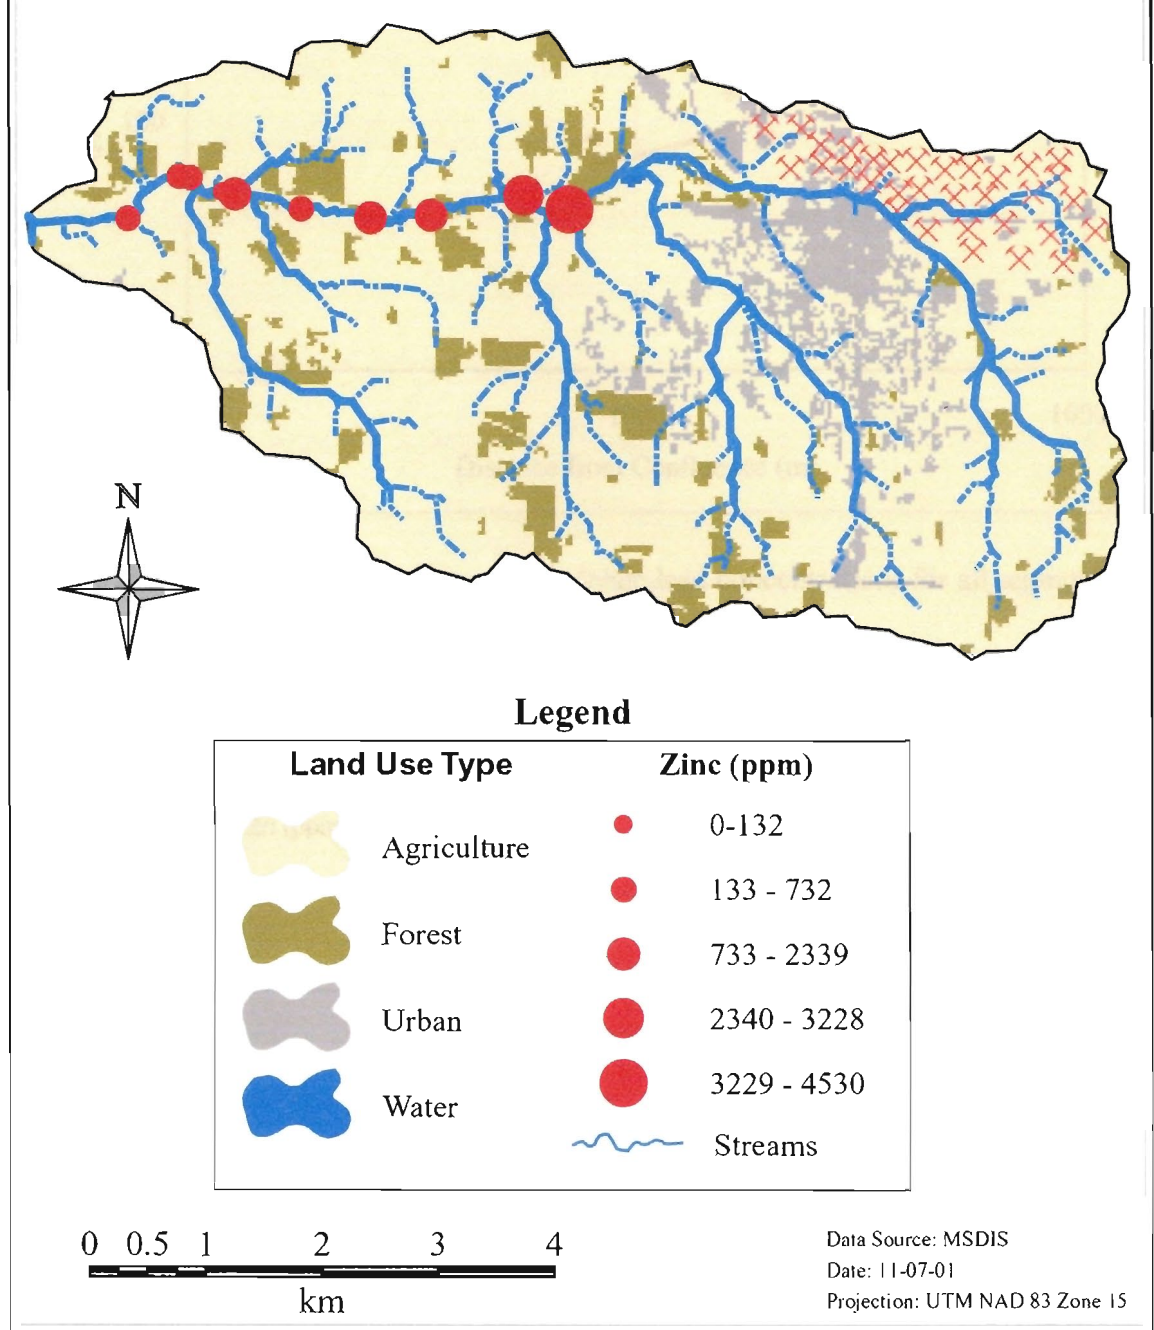 N
Legend
Land Use Type
Zinc (ppm)
Agriculture
0-132
Forest
133 - 732
Urban
733 - 2339
Water
2340 - 3228
3229 - 4530
Streams
0 0.5 1 2 3 4
km
Data Source: MSDIS
Date: 11-07-01
Projection: UTM NAD 83 Zone 15